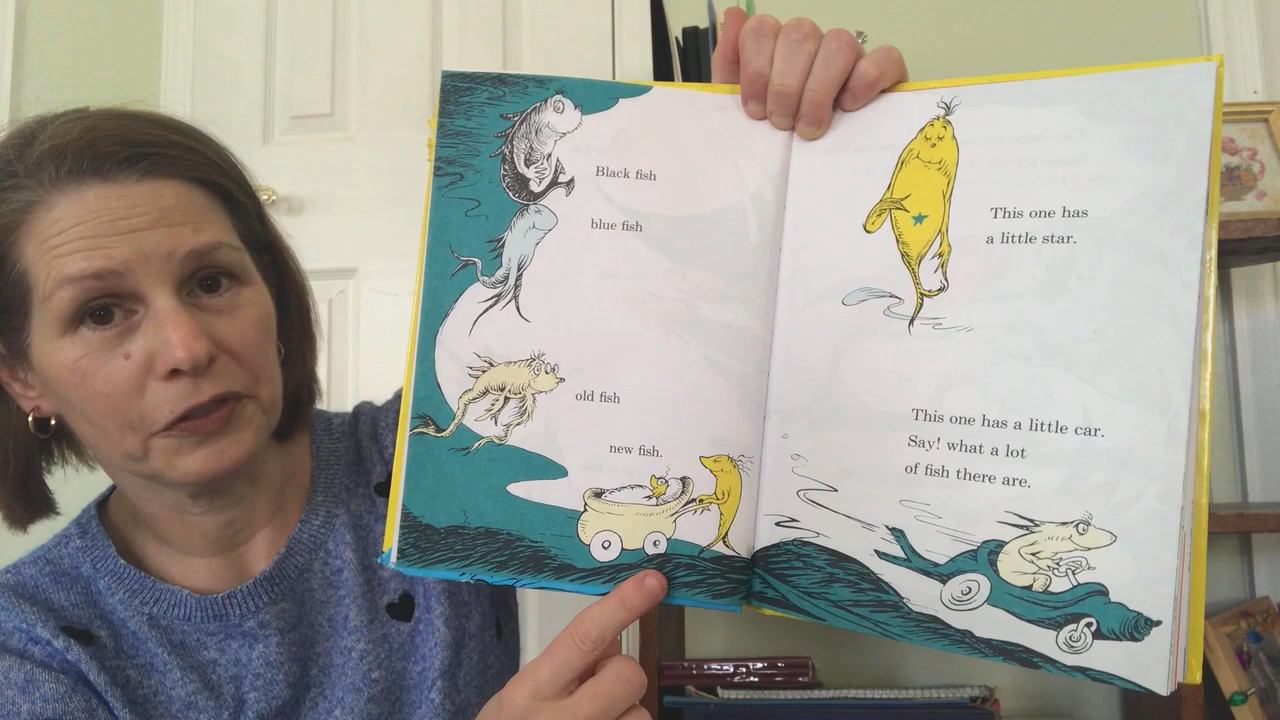 Black fish
blue fish
old fish
new fish.
This one has
a little star.
This one has a little car.
Say! what a lot
of fish there are.